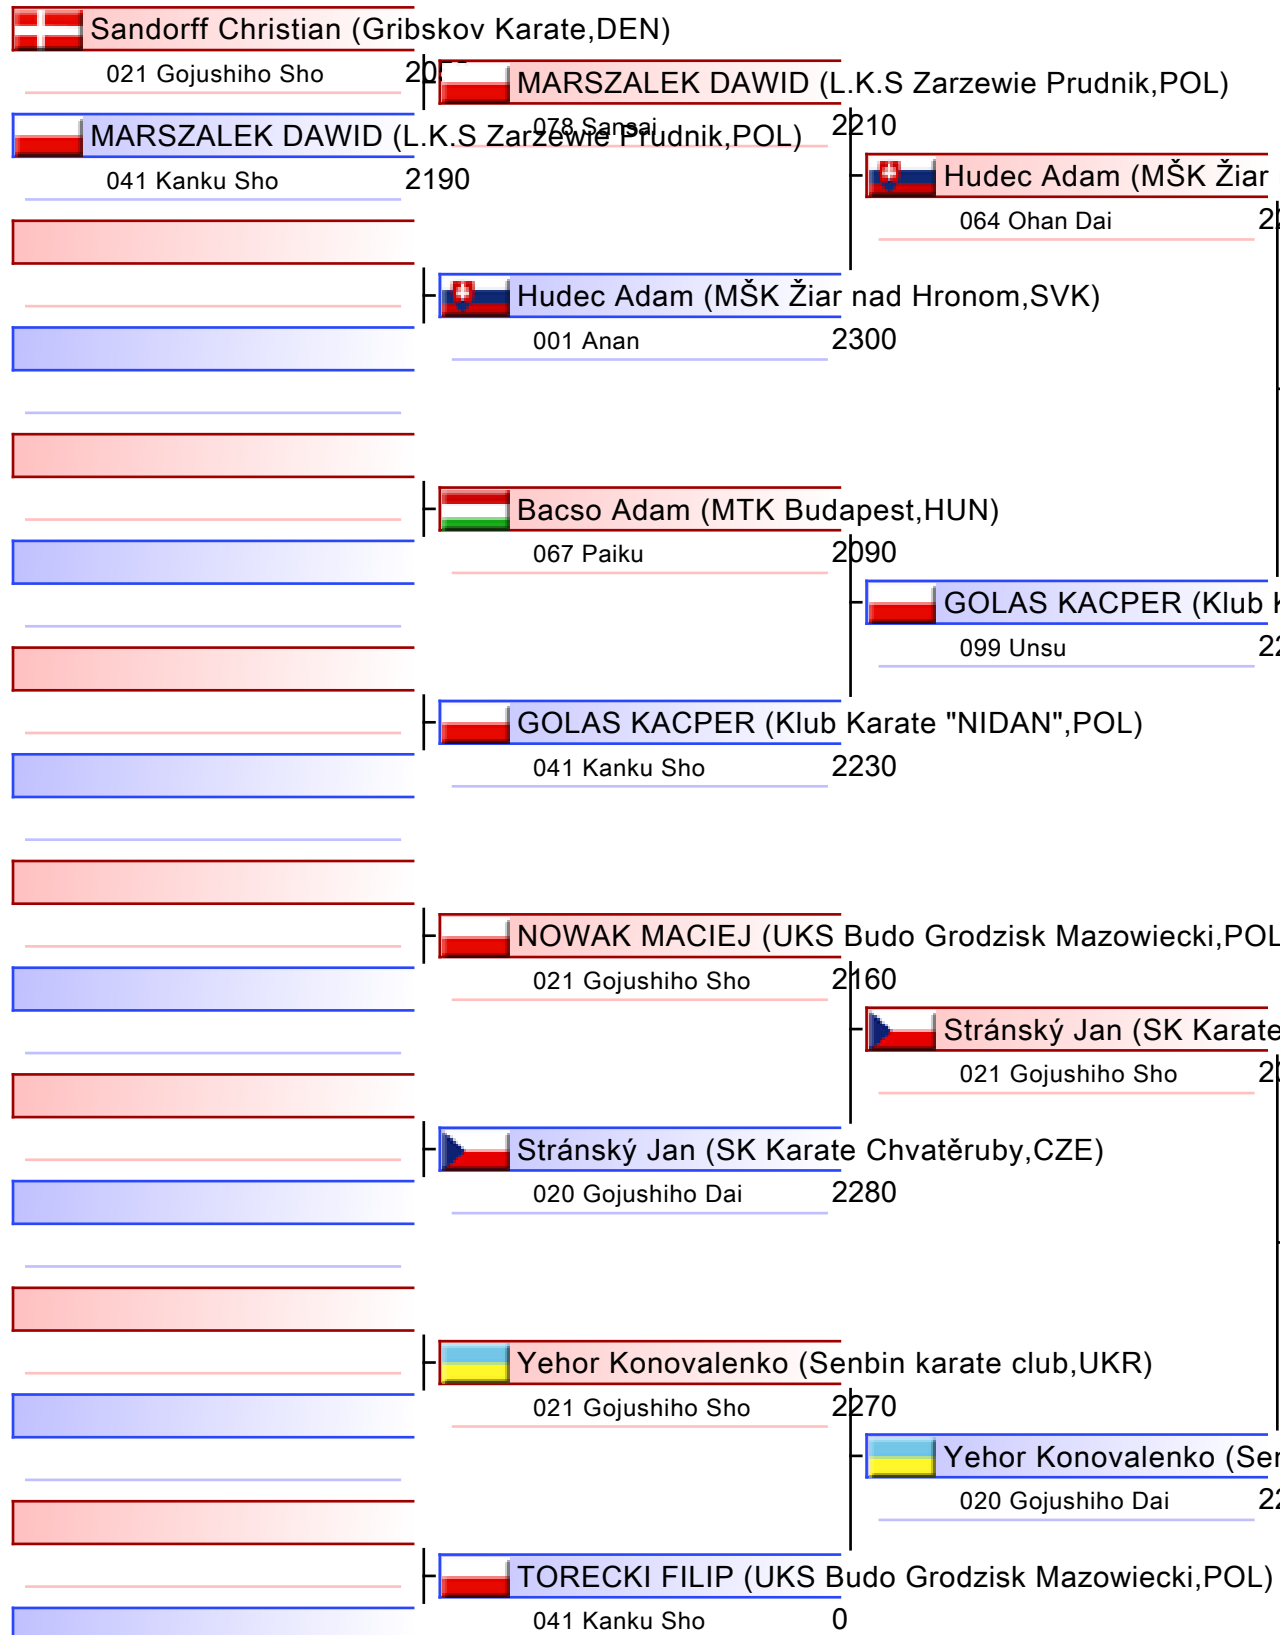 Sandorff Christian (Gribskov Karate,DEN)
021 Gojushiho Sho
MARSZALEK DAWID (L.K.S Zarzewie Prudnik,POL)
078 Sansai 2210
MARSZALEK DAWID (L.K.S Zarzewie Prudnik,POL)
041 Kanku Sho 2190
Hudec Adam (MŠK Žiar
064 Ohan Dai
Hudec Adam (MŠK Žiar nad Hronom,SVK)
001 Anan 2300
Bacso Adam (MTK Budapest,HUN)
067 Paiku 2090
GOLAS KACPER (Klub
099 Unsu
GOLAS KACPER (Klub Karate "NIDAN",POL)
041 Kanku Sho 2230
NOWAK MACIEJ (UKS Budo Grodzisk Mazowiecki,POL
021 Gojushiho Sho 2160
Stránský Jan (SK Karate
021 Gojushiho Sho
Stránský Jan (SK Karate Chvatěruby,CZE)
020 Gojushiho Dai 2280
Yehor Konovalenko (Senbin karate club,UKR)
021 Gojushiho Sho 2270
Yehor Konovalenko (Sen
020 Gojushiho Dai
TORECKI FILIP (UKS Budo Grodzisk Mazowiecki,POL)
041 Kanku Sho 0